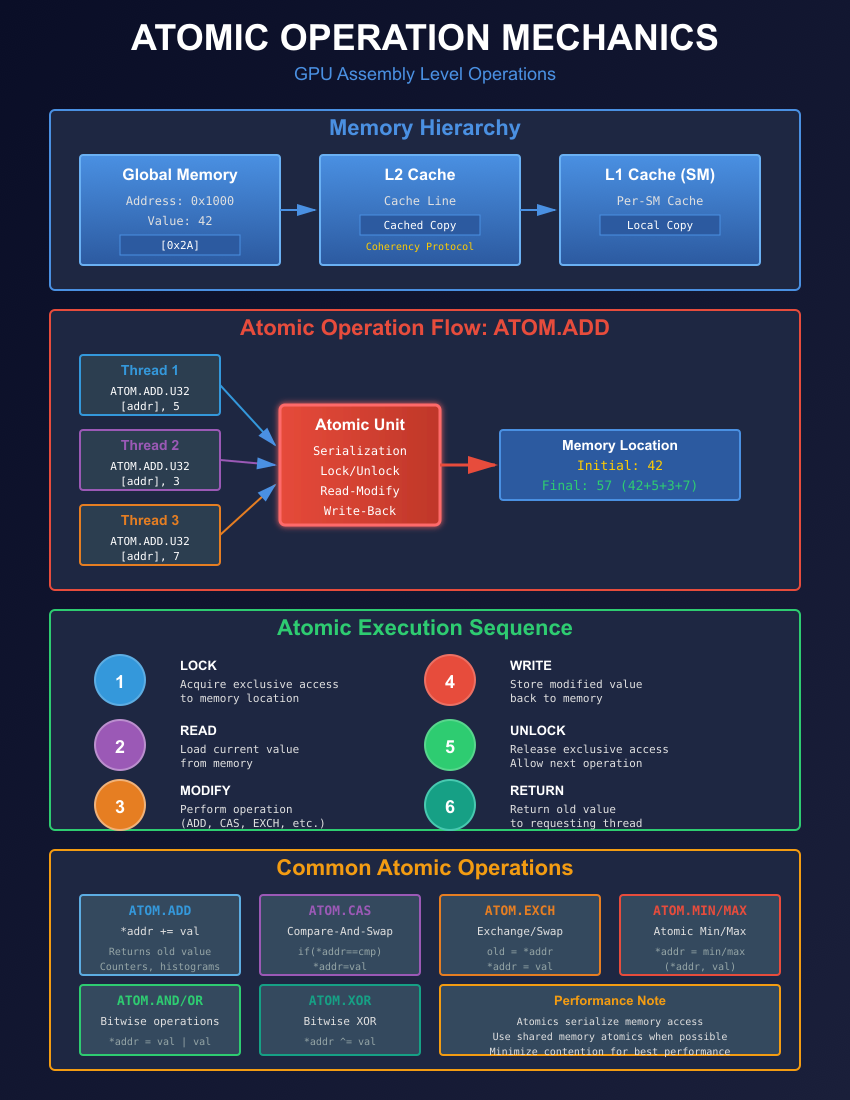 ATOMIC OPERATION MECHANICS
GPU Assembly Level Operations
Memory Hierarchy
Global Memory
Address: 0x1000
Value: 42
[0x2A]
L2 Cache
Cache Line
Cached Copy
Coherency Protocol
L1 Cache (SM)
Per-SM Cache
Local Copy
Atomic Operation Flow: ATOM.ADD
Thread 1
ATOM.ADD.U32
[addr], 5
Thread 2
ATOM.ADD.U32
[addr], 3
Thread 3
ATOM.ADD.U32
[addr], 7
Atomic Unit
Serialization
Lock/Unlock
Read-Modify
Write-Back
Memory Location
Initial: 42
Final: 57 (42+5+3+7)
Atomic Execution Sequence
1
LOCK
Acquire exclusive access
to memory location
2
READ
Load current value
from memory
3
MODIFY
Perform operation
(ADD, CAS, EXCH, etc.)
4
WRITE
Store modified value
back to memory
5
UNLOCK
Release exclusive access
Allow next operation
6
RETURN
Return old value
to requesting thread
Common Atomic Operations
ATOM.ADD
*addr += val
Returns old value
Counters, histograms
ATOM.CAS
Compare-And-Swap
if(*addr==cmp)
*addr=val
ATOM.EXCH
Exchange/Swap
old = *addr
*addr = val
ATOM.MIN/MAX
Atomic Min/Max
*addr = min/max
(*addr, val)
ATOM.AND/OR
Bitwise operations
*addr = val | val
ATOM.XOR
Bitwise XOR
*addr ^= val
Performance Note
Atomics serialize memory access
Use shared memory atomics when possible
Minimize contention for best performance